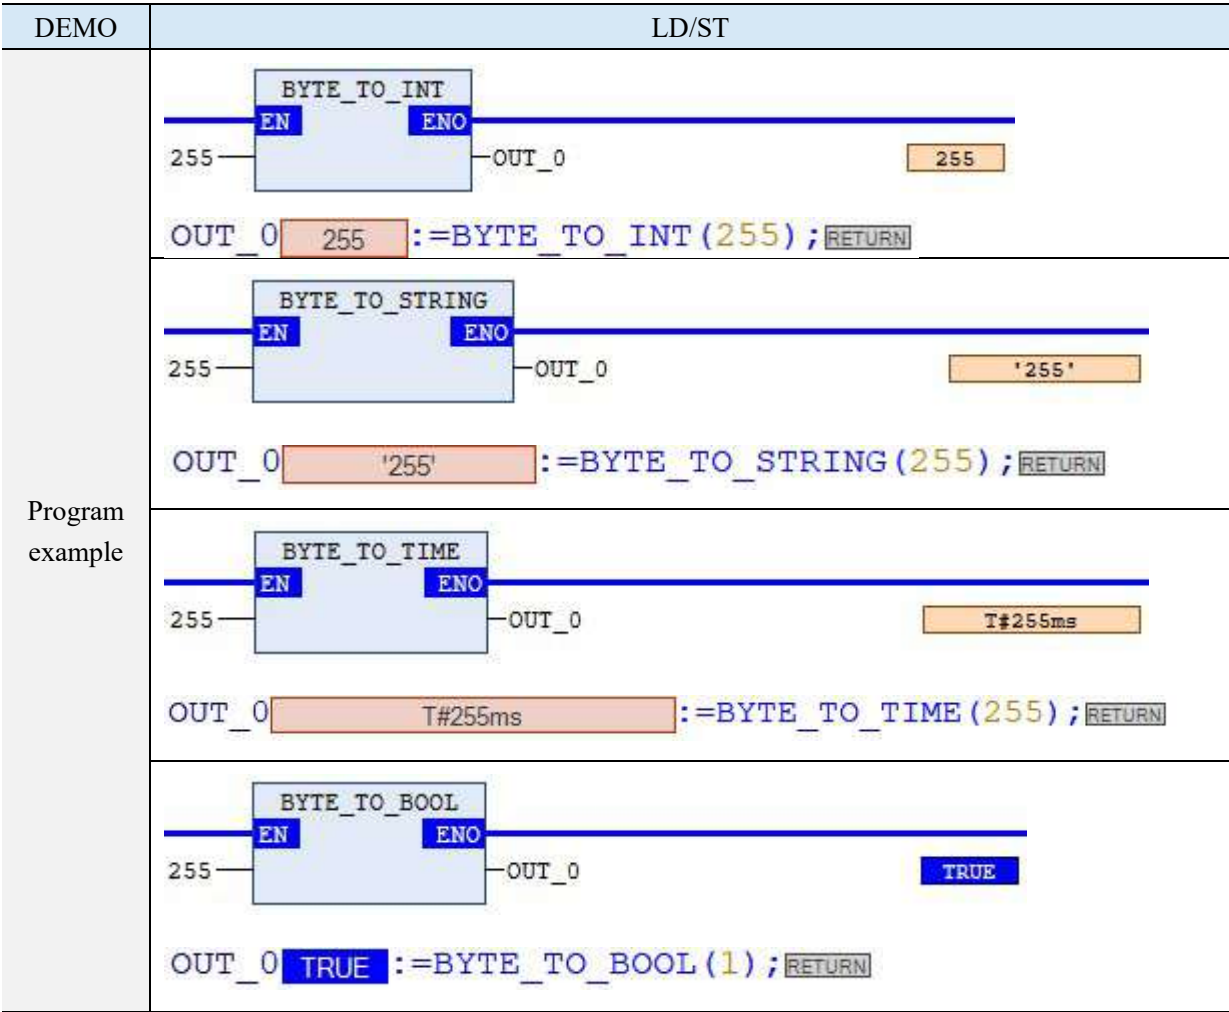 DEMO LD/ST
BYTE_TO_INT
EN ENO
255 OUT_0 255
OUT_0 255 :=BYTE_TO_INT(255);RETURN
BYTE_TO_STRING
EN ENO
255 OUT_0 '255'
OUT_0 '255' :=BYTE_TO_STRING(255);RETURN
Program
example
BYTE_TO_TIME
EN ENO
255 OUT_0 T#255ms
OUT_0 T#255ms :=BYTE_TO_TIME(255);RETURN
BYTE_TO_BOOL
EN ENO
255 OUT_0 TRUE
OUT_0 TRUE :=BYTE_TO_BOOL(1);RETURN